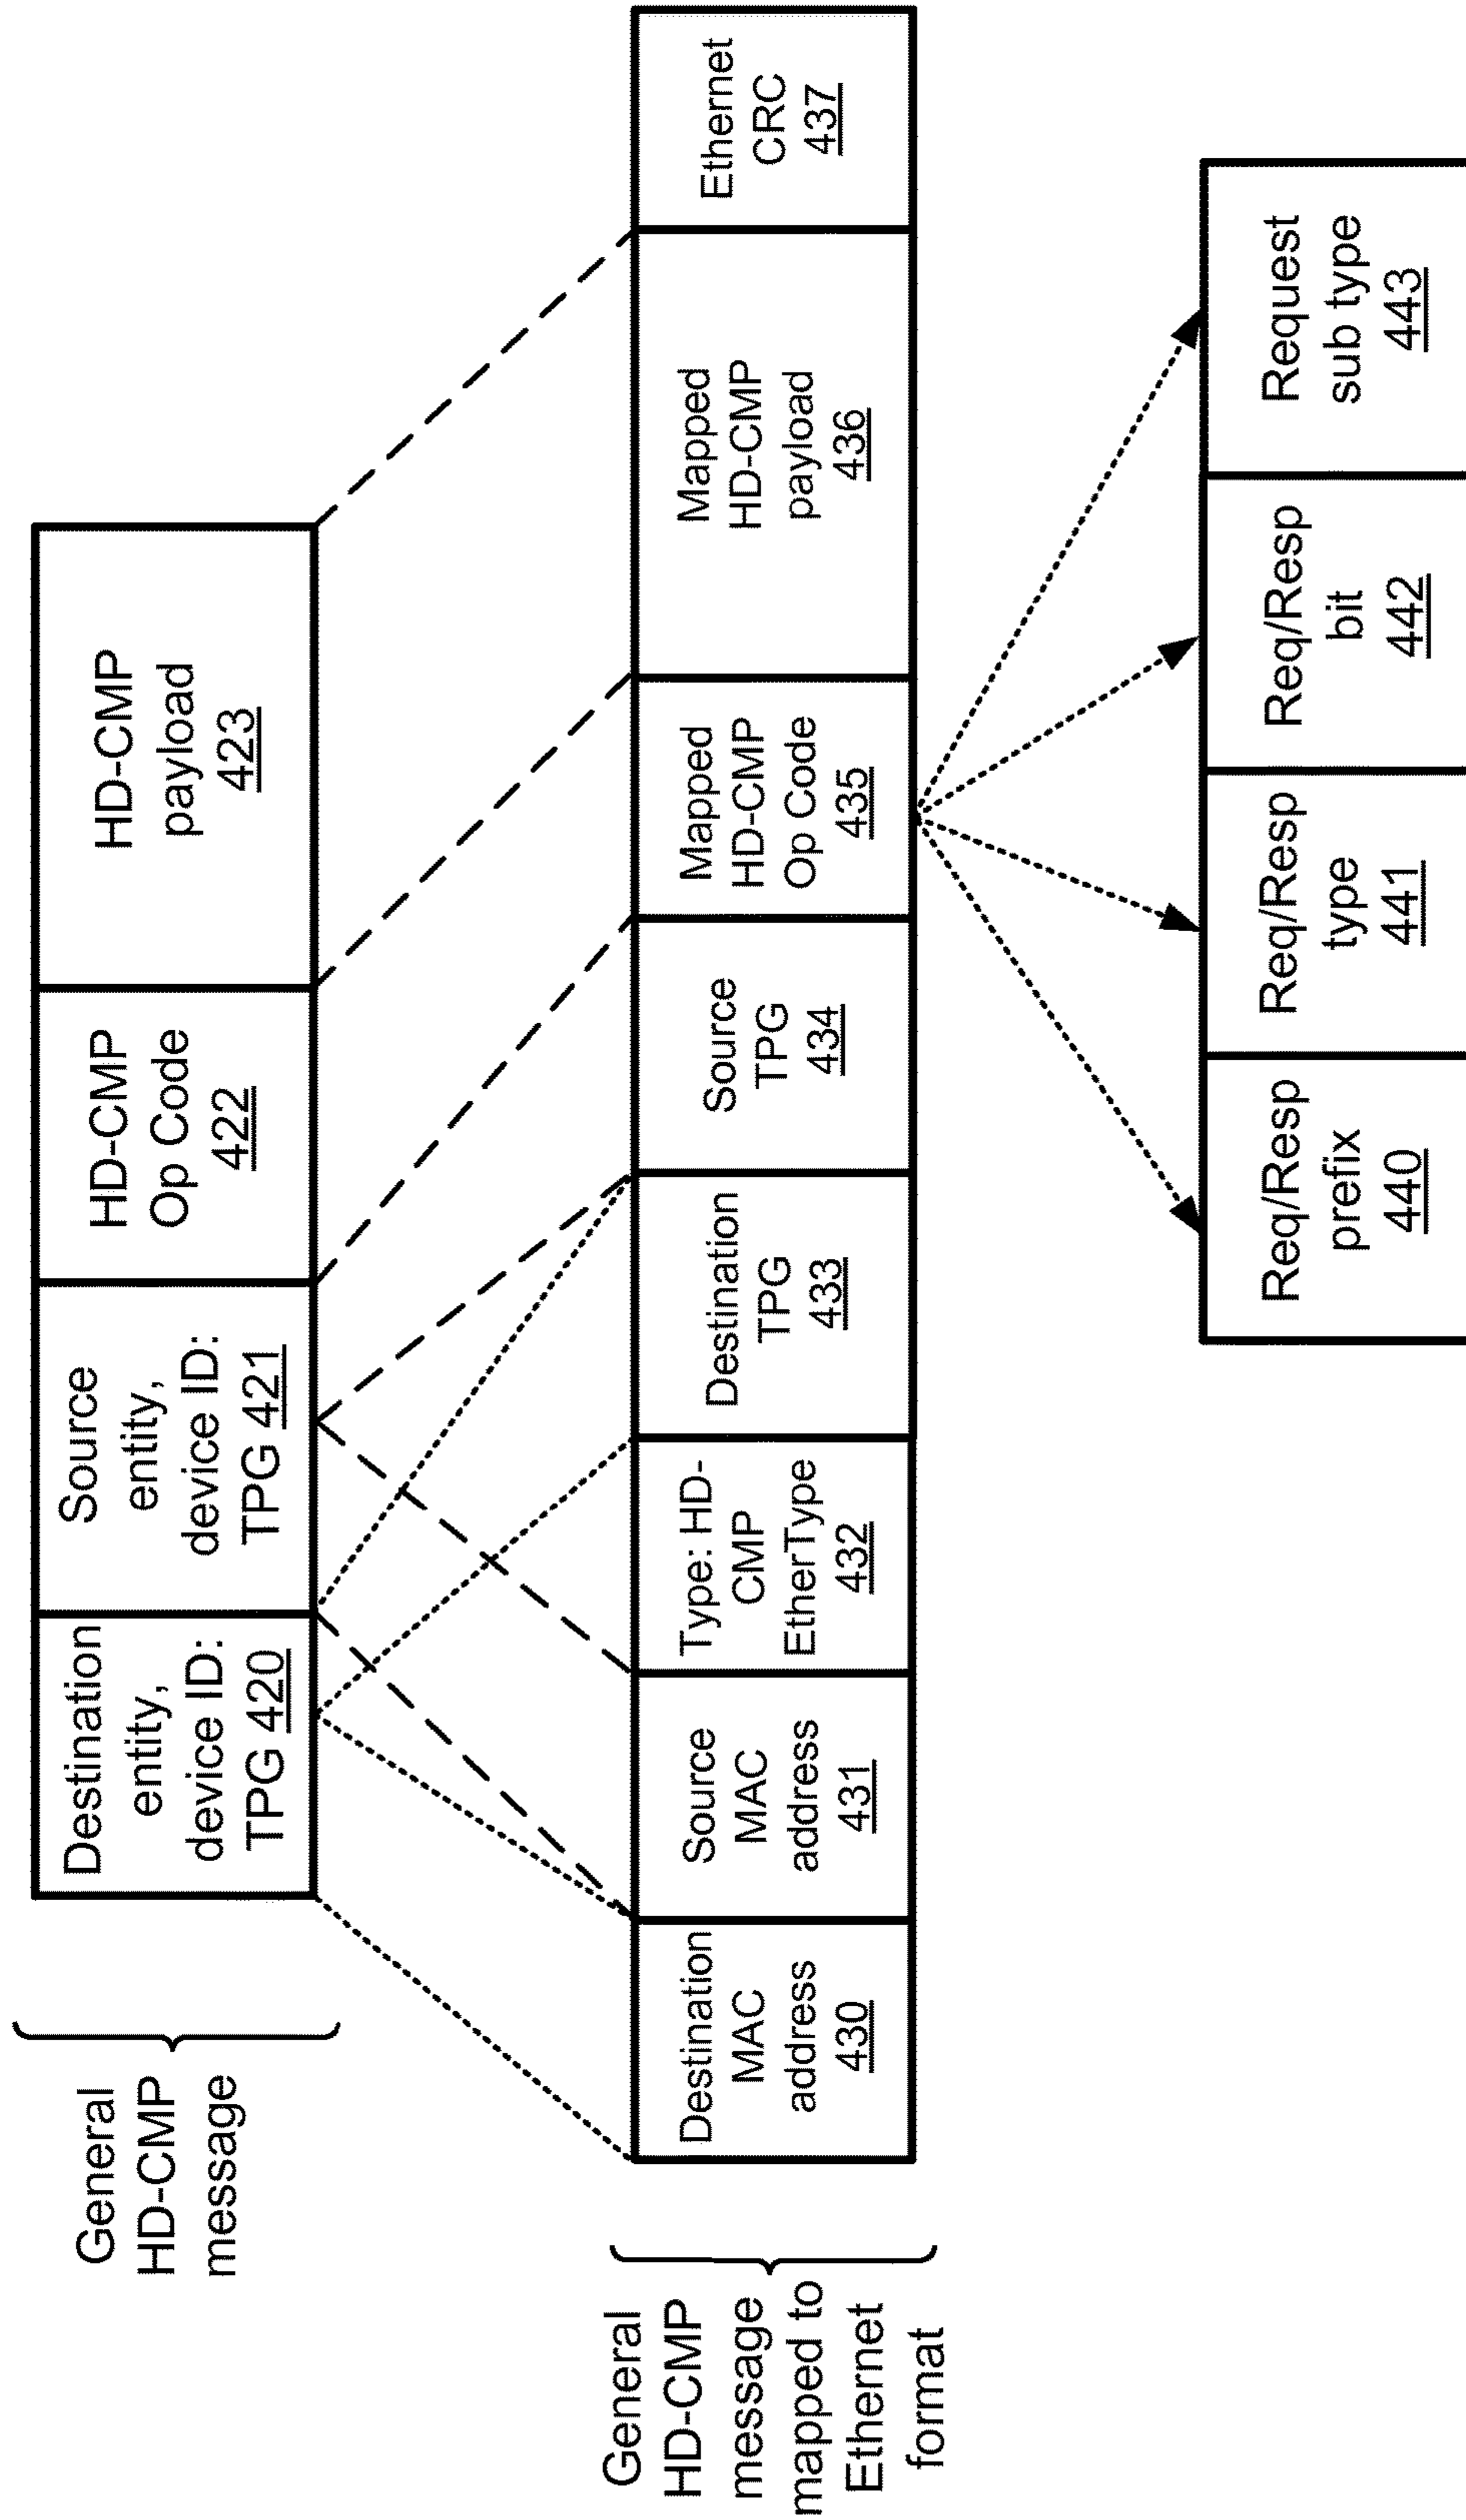 General
HD-CMP
message
Destination
entity,
device ID:
TPG 420
Source
entity,
device ID:
TPG 421
HD-CMP
Op Code
422
HD-CMP
payload
423
General
HD-CMP
message
mapped to
Ethernet
format
Destination
MAC
address
430
Source
MAC
address
431
Type: HD-
CMP
EtherType
432
Destination
TPG
433
Source
TPG
434
Mapped
HD-CMP
Op Code
435
Mapped
HD-CMP
payload
436
Ethernet
CRC
437
Req/Resp
prefix
440
Req/Resp
type
441
Req/Resp
bit
442
Request
sub type
443